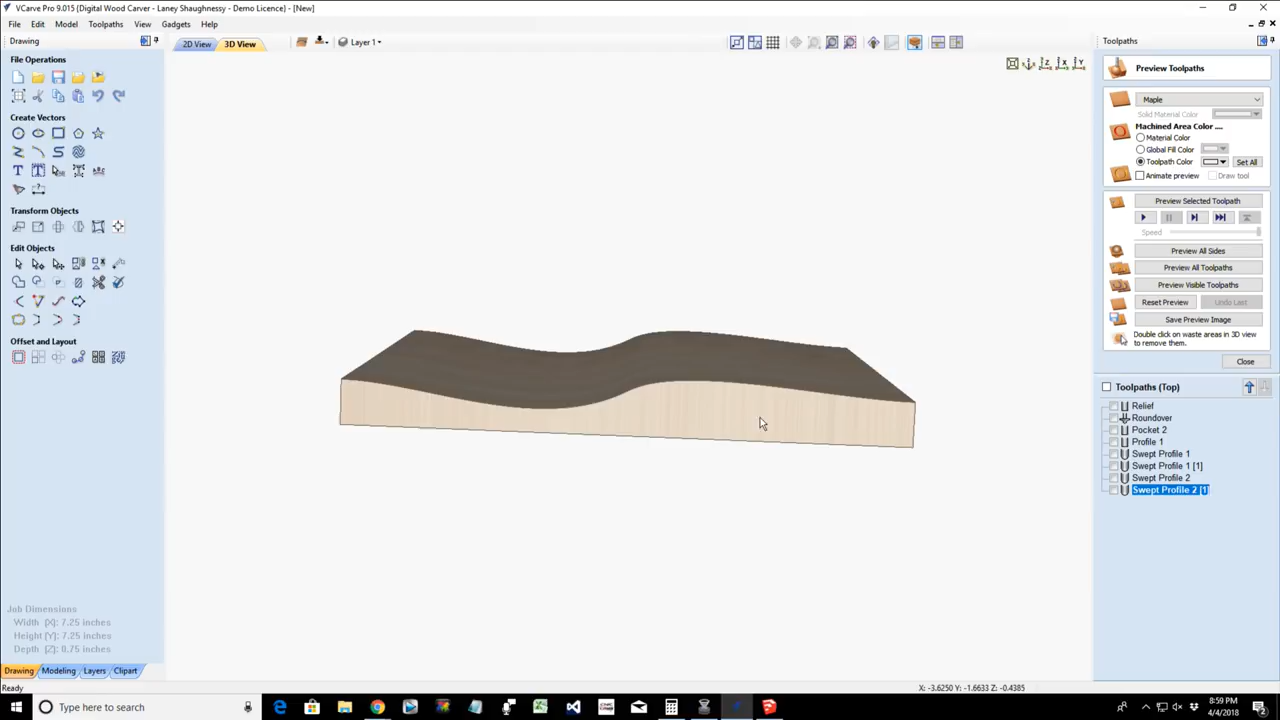 VCarve Pro 9.015 {Digital Wood Carver - Laney Shaughnessy - Demo Licence} - [New]
File Edit Model Toolpaths View Gadgets Help
Drawing
2D View 3D View Layer 1
Toolpaths
File Operations
Create Vectors
Transform Objects
Edit Objects
Offset and Layout
Job Dimensions
Width (X): 7.25 inches
Height (Y): 7.25 inches
Depth (Z): 0.75 inches
Drawing Modeling Layers Clipart
Preview Toolpaths
Maple
Solid Material Color
Machined Area Color ....
Material Color
Global Fill Color
Toolpath Color Set All
Animate preview Draw tool
Preview Selected Toolpath
Speed
Preview All Sides
Preview All Toolpaths
Preview Visible Toolpaths
Reset Preview Undo Last
Save Preview Image
Double click on waste areas in 3D view
to remove them.
Close
Toolpaths (Top)
Relief
Roundover
Pocket 2
Profile 1
Swept Profile 1
Swept Profile 1 [1]
Swept Profile 2
Swept Profile 2 [1]
Ready
X: -3.6250 Y: -1.6633 Z: -0.4385
Type here to search
8:59 PM
4/4/2018